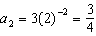 a₂ = 3(2)⁻² = 3/4